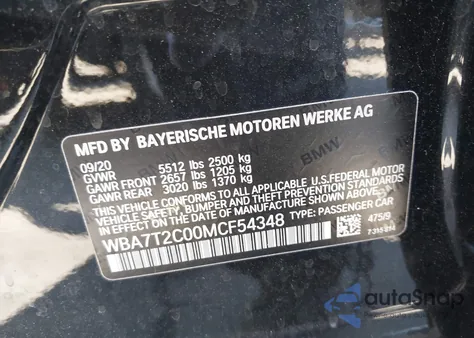 MFD BY BAYERISCHE MOTOREN WERKE AG
09/20
GVWR 5512 lbs 2500 kg
GAWR FRONT 2657 lbs 1205 kg
GAWR REAR 3020 lbs 1370 kg
THIS VEHICLE CONFORMS TO ALL APPLICABLE U.S.FEDERAL MOTOR
VEHICLE SAFETY, BUMPER AND THEFT PREVENTION STANDARDS
IN EFFECT ON THE DATE OF MANUFACTURE SHOWN ABOVE.
WBA7T2C00MCF54348 TYPE: PASSENGER CAR
475/9
BMW
autoSnap